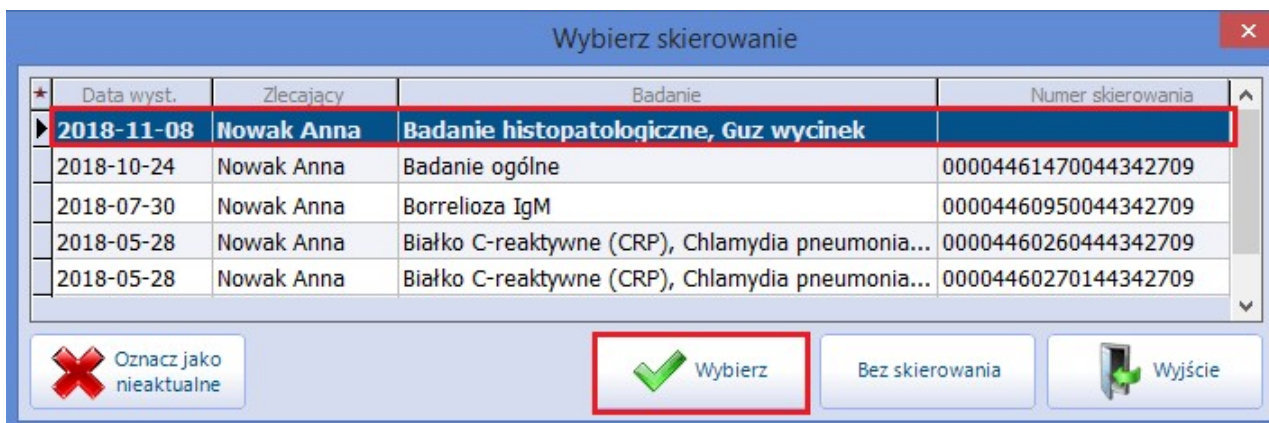 Wybierz skierowanie
Data wyst. Zlecający Badanie Numer skierowania
2018-11-08 Nowak Anna Badanie histopatologiczne, Guz wycinek
2018-10-24 Nowak Anna Badanie ogólne 00004461470044342709
2018-07-30 Nowak Anna Borrelioza IgM 00004460950044342709
2018-05-28 Nowak Anna Białko C-reaktywne (CRP), Chlamydia pneumonia... 00004460260444342709
2018-05-28 Nowak Anna Białko C-reaktywne (CRP), Chlamydia pneumonia... 00004460270144342709
Oznacz jako
nieaktualne
Wybierz Bez skierowania Wyjście